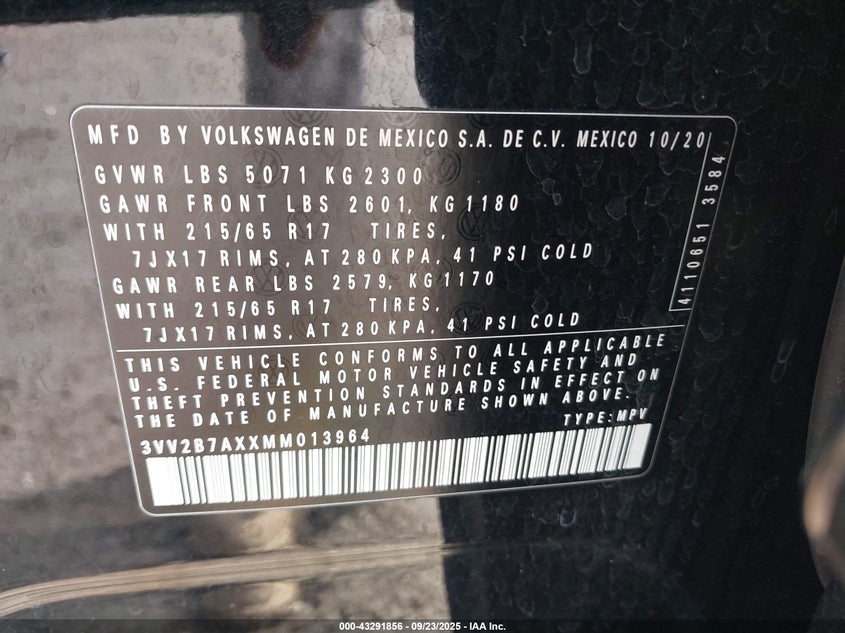 MFD BY VOLKSWAGEN DE MEXICO S.A. DE C.V. MEXICO 10/20
GVWR LBS 5071 KG 2300
GAWR FRONT LBS 2601, KG 1180
WITH 215/65 R17 TIRES,
7JX17 RIMS, AT 280 KPA, 41 PSI COLD
GAWR REAR LBS 2579, KG 1170
WITH 215/65 R17 TIRES,
7JX17 RIMS, AT 280 KPA, 41 PSI COLD
4110651 3584
THIS VEHICLE CONFORMS TO ALL APPLICABLE
U.S. FEDERAL MOTOR VEHICLE SAFETY AND
THEFT PREVENTION STANDARDS IN EFFECT ON
THE DATE OF MANUFACTURE SHOWN ABOVE.
TYPE: MPV
3VV2B7AXXMM013964
000-43291856 - 09/23/2025 - IAA Inc.